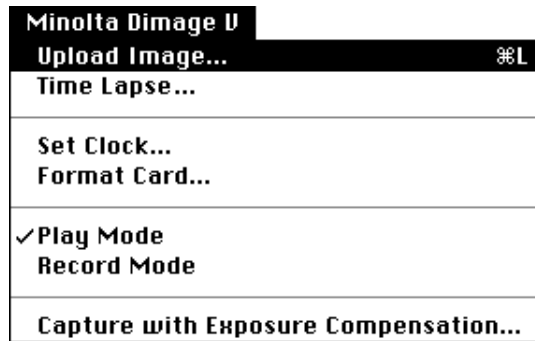 Minolta Dimage V
Upload Image... ⌘L
Time Lapse...
Set Clock...
Format Card...
✓Play Mode
Record Mode
Capture with Exposure Compensation...